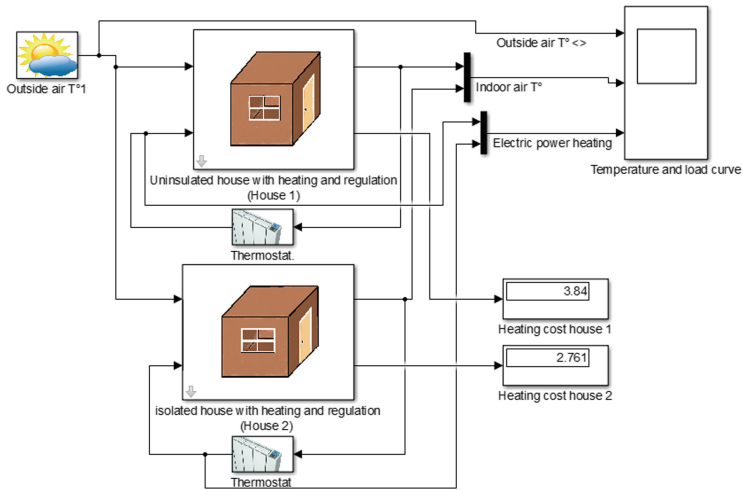 Outside air T° <>
Outside air T°1
Indoor air T°
Electric power heating
Temperature and load curve
Uninsulated house with heating and regulation
(House 1)
Thermostat.
3.84
Heating cost house 1
2.761
Heating cost house 2
isolated house with heating and regulation
(House 2)
Thermostat